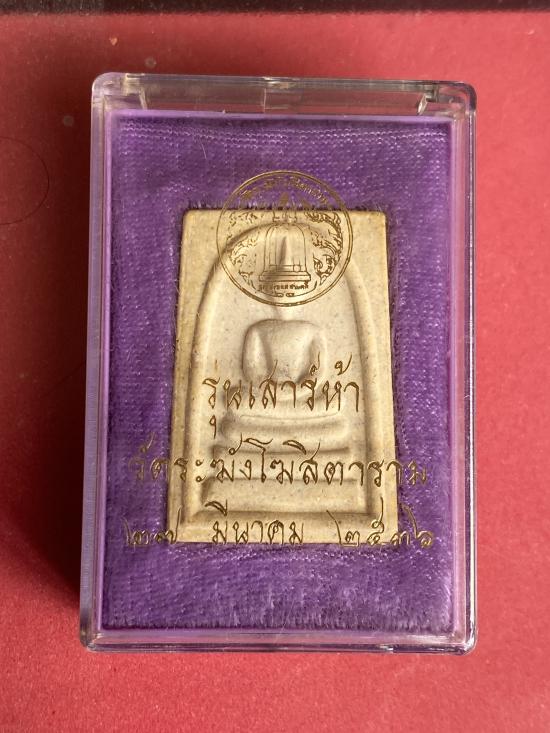 รุ่นเสาร์ห้า
วัดระฆังโฆสิตาราม
๒๗ มีนาคม ๒๕๓๖